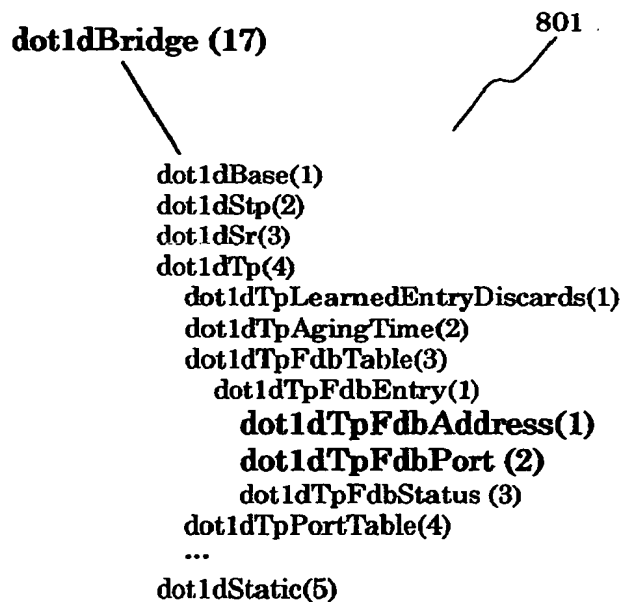 dot1dBridge (17)
801
dot1dBase(1)
dot1dStp(2)
dot1dSr(3)
dot1dTp(4)
dot1dTpLearnedEntryDiscards(1)
dot1dTpAgingTime(2)
dot1dTpFdbTable(3)
dot1dTpFdbEntry(1)
dot1dTpFdbAddress(1)
dot1dTpFdbPort (2)
dot1dTpFdbStatus (3)
dot1dTpPortTable(4)
...
dot1dStatic(5)